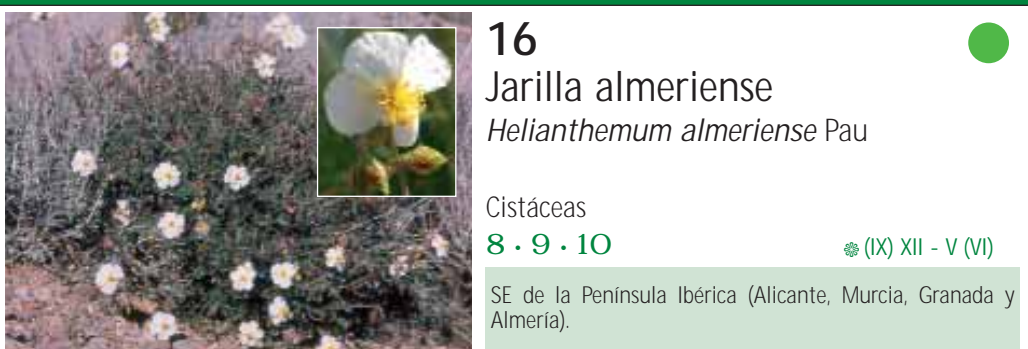 16
Jarilla almeriense
Helianthemum almeriense Pau
Cistáceas
8 · 9 · 10
❁ (IX) XII - V (VI)
SE de la Península Ibérica (Alicante, Murcia, Granada y
Almería).